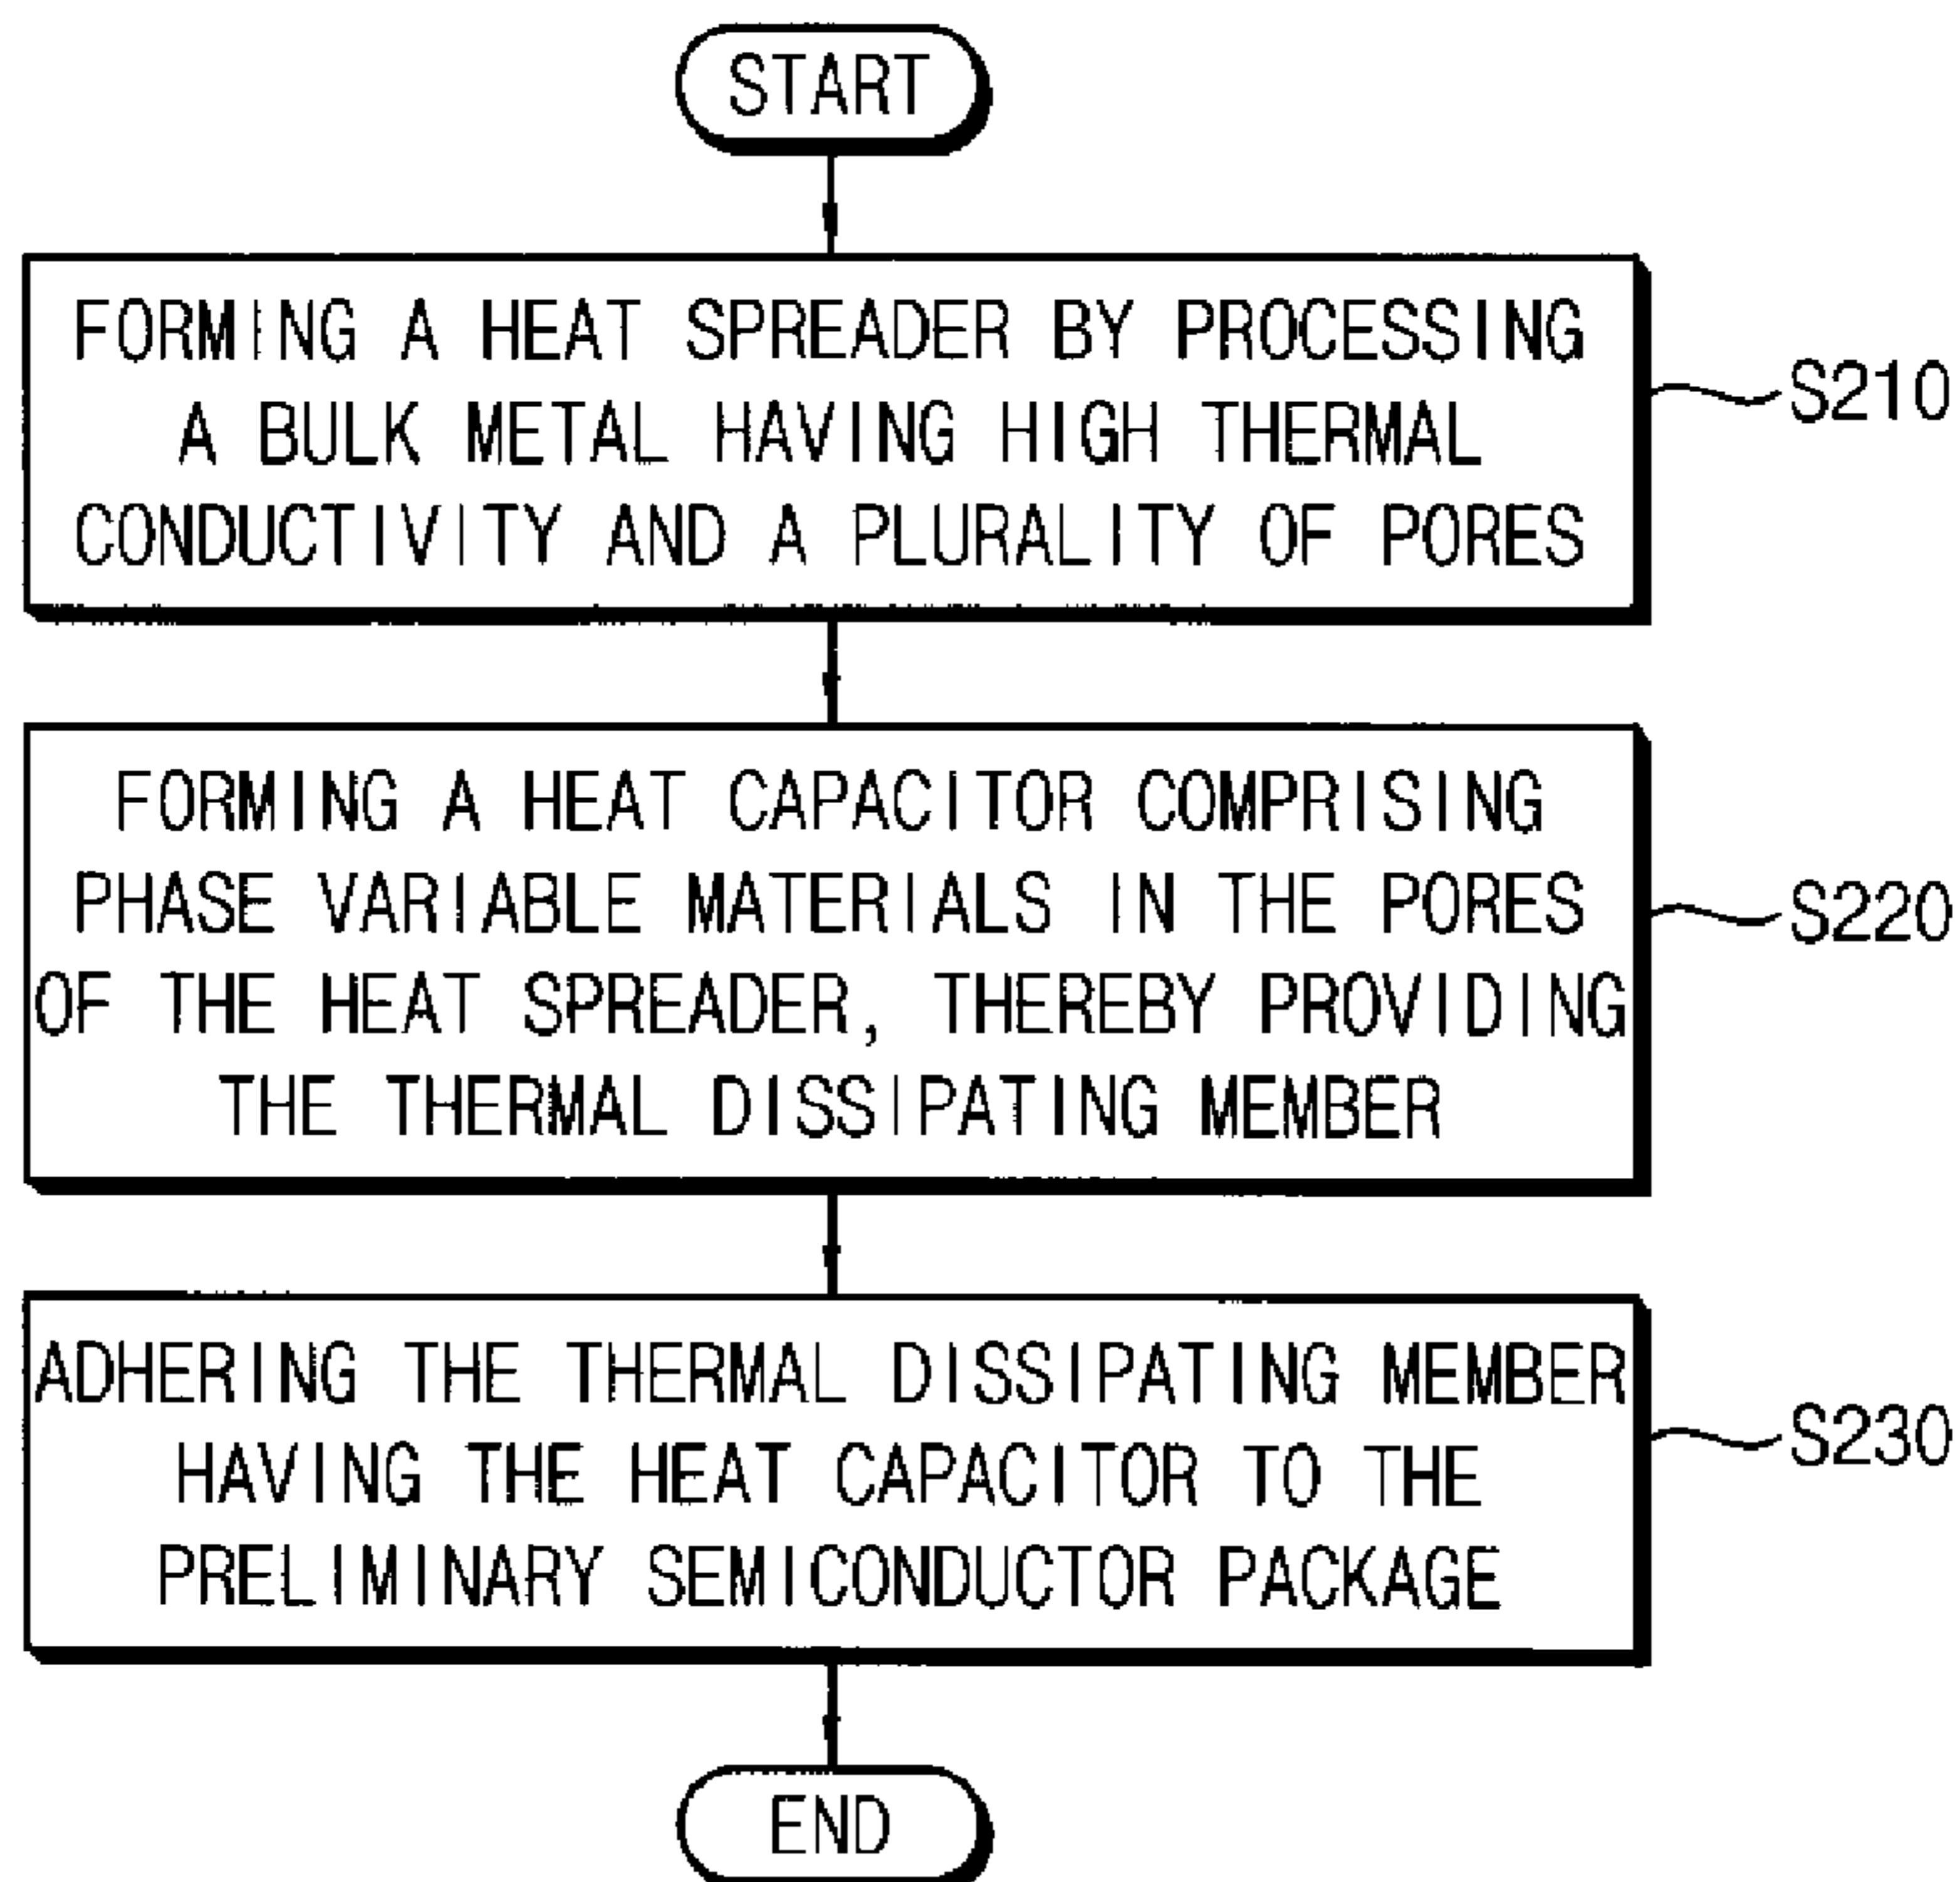 START
FORMING A HEAT SPREADER BY PROCESSING
A BULK METAL HAVING HIGH THERMAL
CONDUCTIVITY AND A PLURALITY OF PORES
S210
FORMING A HEAT CAPACITOR COMPRISING
PHASE VARIABLE MATERIALS IN THE PORES
OF THE HEAT SPREADER, THEREBY PROVIDING
THE THERMAL DISSIPATING MEMBER
S220
ADHERING THE THERMAL DISSIPATING MEMBER
HAVING THE HEAT CAPACITOR TO THE
PRELIMINARY SEMICONDUCTOR PACKAGE
S230
END